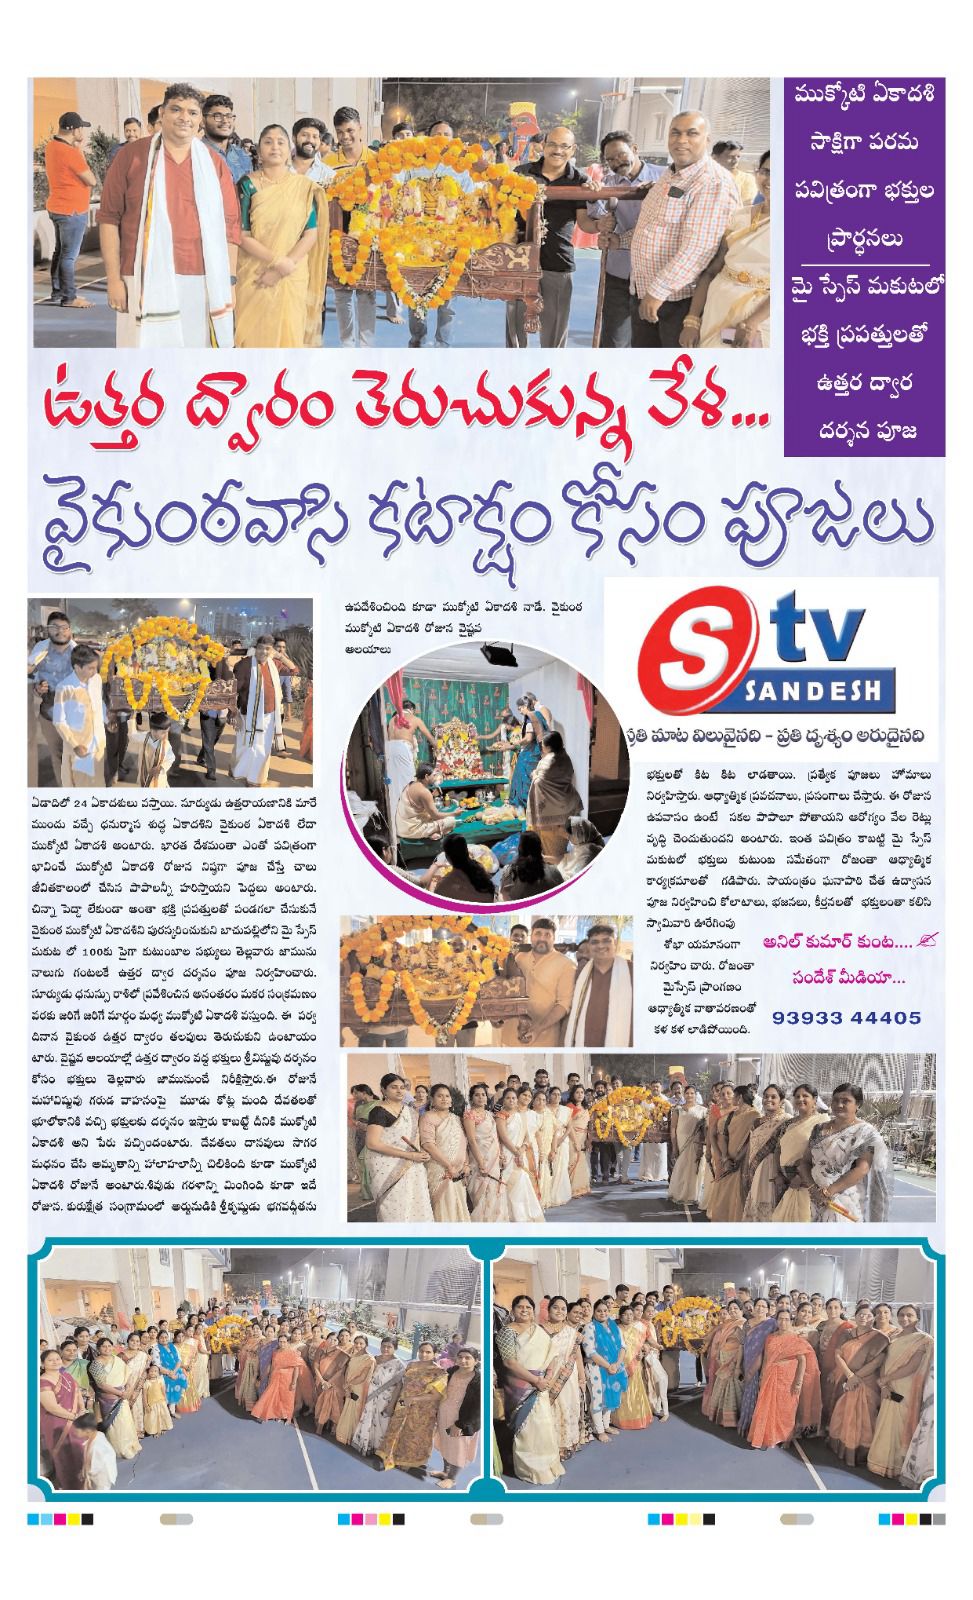 ముక్కోటి ఏకాదశి
సాక్షిగా పరమ
పవిత్రంగా భక్తుల
ప్రార్ధనలు
మై స్పేస్ మకుటలో
భక్తి ప్రపత్తులతో
ఉత్తర ద్వార
దర్శన పూజ
ఉత్తర ద్వారం తెరుచుకున్న వేళ...
వైకుంఠవాసి కటాక్షం కోసం పూజలు
ఏడాదిలో 24 ఏకాదశులు వస్తాయి. సూర్యుడు ఉత్తరాయణానికి మారే
ముందు వచ్చే ధనుర్మాస శుద్ధ ఏకాదశిని వైకుంఠ ఏకాదశి లేదా
ముక్కోటి ఏకాదశి అంటారు. భారత దేశమంతా ఎంతో పవిత్రంగా
భావించే ముక్కోటి ఏకాదశి రోజున నిష్ఠగా పూజ చేస్తే చాలు
జీవితకాలంలో చేసిన పాపాలన్నీ హరిస్తాయని పెద్దలు అంటారు.
చిన్నా పెద్దా లేకుండా అంతా భక్తి ప్రపత్తులతో పండగలా చేసుకునే
వైకుంఠ ముక్కోటి ఏకాదశిని పురస్కరించుకుని బాచుపల్లిలోని మై స్పేస్
మకుట లో 100కు పైగా కుటుంబాల సభ్యులు తెల్లవారు జామును
నాలుగు గంటలకే ఉత్తర ద్వార దర్శనం పూజ నిర్వహించారు.
సూర్యుడు ధనుస్సు రాశిలో ప్రవేశించిన అనంతరం మకర సంక్రమణం
వరకు జరిగే జరిగే మార్గం మధ్య ముక్కోటి ఏకాదశి వస్తుంది. ఈ పర్వ
దినాన వైకుంఠ ఉత్తర ద్వారం తలపులు తెరుచుకుని ఉంటాయం
టారు. వైష్ణవ ఆలయాల్లో ఉత్తర ద్వారం వద్ద భక్తులు శ్రీవిష్ణువు దర్శనం
కోసం భక్తులు తెల్లవారు జామునుండే నిరీక్షిస్తారు.ఈ రోజునే
మహావిష్ణువు గరుడ వాహనంపై మూడు కోట్ల మంది దేవతలతో
భూలోకానికి వచ్చి భక్తులకు దర్శనం ఇస్తారు కాబట్టే దీనికి ముక్కోటి
ఏకాదశి అని పేరు వచ్చిందంటారు. దేవతలు దానవులు సాగర
మధనం చేసి అమృతాన్ని హాలాహలాన్నీ చిలికింది కూడా ముక్కోటి
ఏకాదశి రోజునే అంటారు.శివుడు గరళాన్ని మింగింది కూడా ఇదే
రోజున. కురుక్షేత్ర సంగ్రామంలో అర్జునుడికి శ్రీకృష్ణుడు భగవద్గీతను
ఉపదేశించింది కూడా ముక్కోటి ఏకాదశి నాడే. వైకుంఠ
ముక్కోటి ఏకాదశి రోజున వైష్ణవ
ఆలయాలు
S tv
SANDESH
ప్రతి మాట విలువైనది - ప్రతి దృశ్యం అరుదైనది
భక్తులతో కిట కిట లాడతాయి. ప్రత్యేక పూజలు హోమాలు
నిర్వహిస్తారు. ఆధ్యాత్మిక ప్రవచనాలు, ప్రసంగాలు చేస్తారు. ఈ రోజున
ఉపవాసం ఉంటే సకల పాపాలూ పోతాయని ఆరోగ్యం వేల రెట్లు
వృద్ధి చెందుతుందని అంటారు. ఇంత పవిత్రం కాబట్టి మై స్పేస్
మకుటలో భక్తులు కుటుంబ సమేతంగా రోజంతా ఆధ్యాత్మిక
కార్యక్రమాలతో గడిపారు. సాయంత్రం ఘనాపారి చేత ఉద్వాసన
పూజ నిర్వహించి కోలాటాలు, భజనలు, కీర్తనలతో భక్తులంతా కలిసి
స్వామివారి ఊరేగింపు
శోభా యమానంగా
నిర్వహిం చారు. రోజంతా
మైస్పేస్ ప్రాంగణం
ఆధ్యాత్మిక వాతావరణంతో
కళ కళ లాడిపోయింది.
అనిల్ కుమార్ కుంట....✍
సందేశ్ మీడియా...
93933 44405